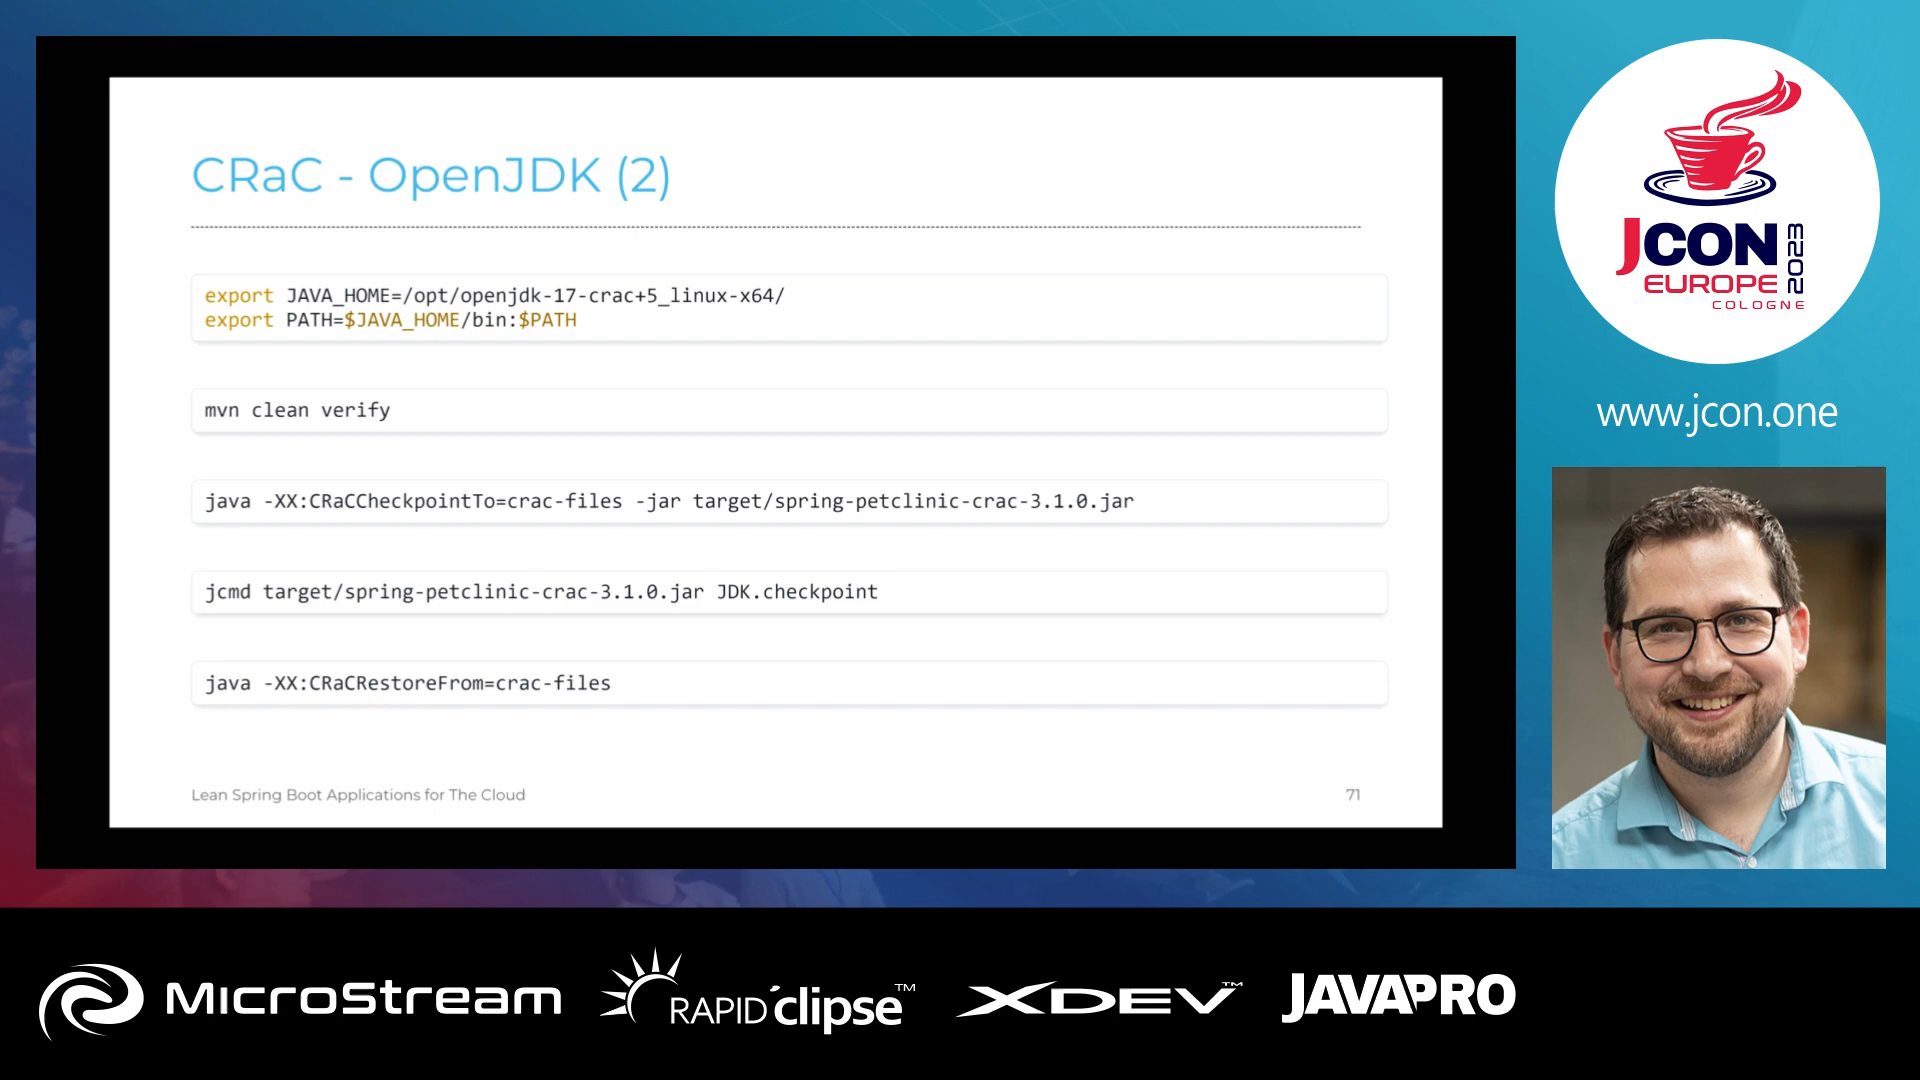 CRaC - OpenJDK (2)
export JAVA_HOME=/opt/openjdk-17-crac+5_linux-x64/
export PATH=$JAVA_HOME/bin:$PATH
mvn clean verify
java -XX:CRaCCheckpointTo=crac-files -jar target/spring-petclinic-crac-3.1.0.jar
jcmd target/spring-petclinic-crac-3.1.0.jar JDK.checkpoint
java -XX:CRaCRestoreFrom=crac-files
Lean Spring Boot Applications for The Cloud
71
JCON
EUROPE
2023
COLOGNE
www.jcon.one
MicroStream
RAPID clipse™
XDEV™
JAVAPRO